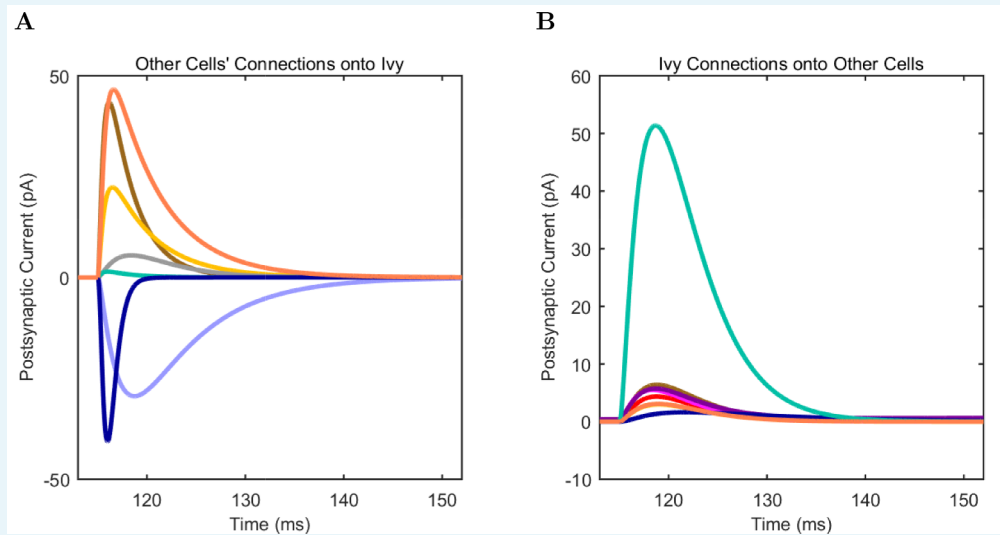 A
Other Cells' Connections onto Ivy
50
0
-50
Postsynaptic Current (pA)
120
130
140
150
Time (ms)
B
Ivy Connections onto Other Cells
60
50
40
30
20
10
0
-10
Postsynaptic Current (pA)
120
130
140
150
Time (ms)